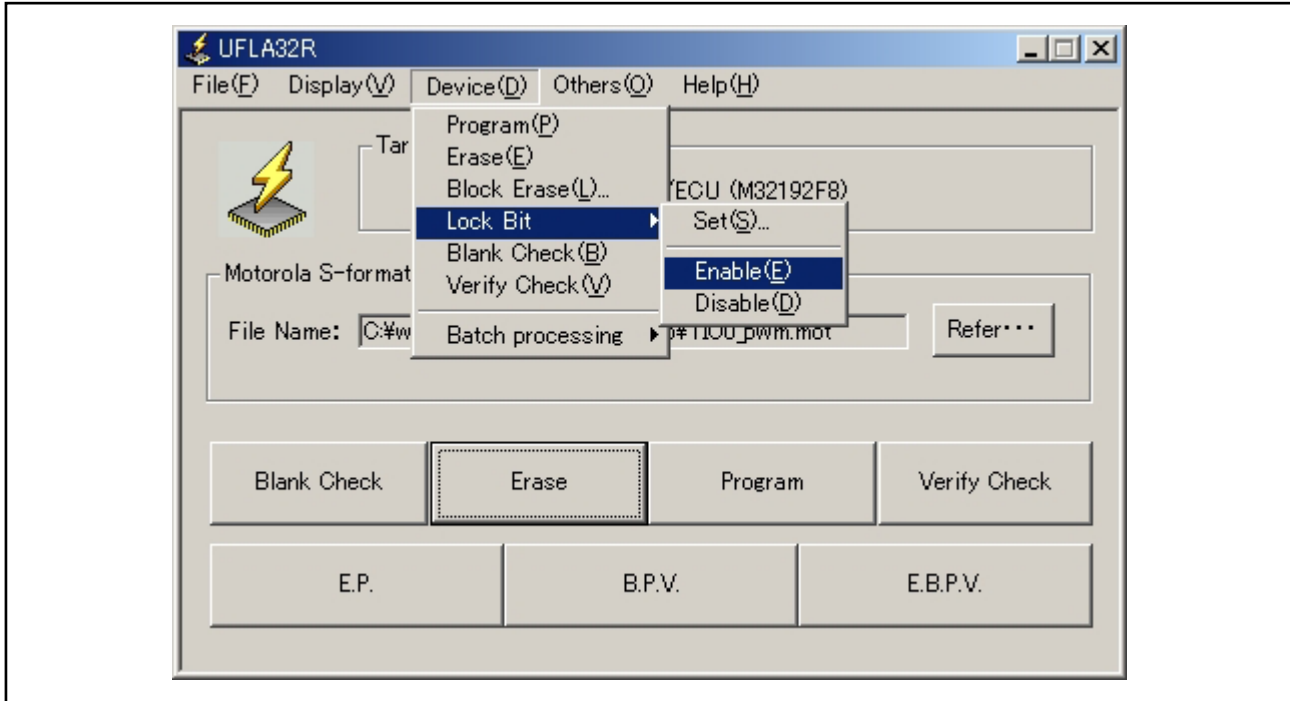 UFLA32R
File(F) Display(V) Device(D) Others(O) Help(H)
Program(P)
Erase(E)
Block Erase(L)...
Lock Bit
Blank Check(B)
Verify Check(V)
Batch processing
Set(S)...
Enable(E)
Disable(D)
Tar
/ECU (M32192F8)
Motorola S-format
File Name: C:¥w ¥TIO0_pwm.mot Refer···
Blank Check Erase Program Verify Check
E.P. B.P.V. E.B.P.V.